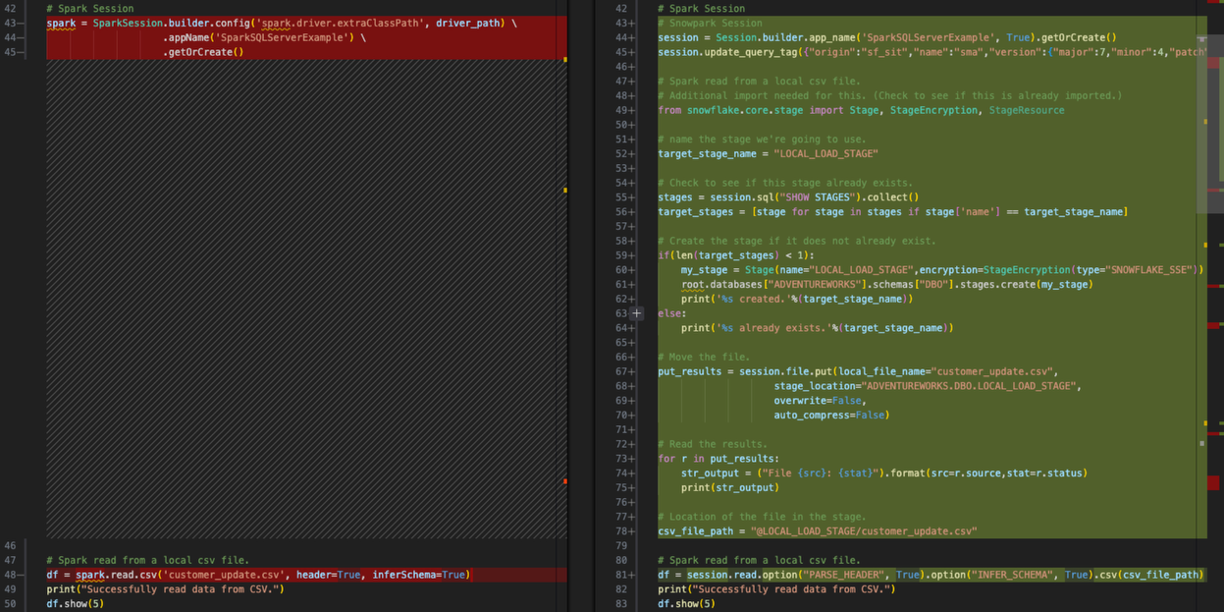 42 # Spark Session
43— spark = SparkSession.builder.config('spark.driver.extraClassPath', driver_path) \
44— .appName('SparkSQLServerExample') \
45— .getOrCreate()
46
47 # Spark read from a local csv file.
48— df = spark.read.csv('customer_update.csv', header=True, inferSchema=True)
49 print("Successfully read data from CSV.")
50 df.show(5)
42 # Spark Session
43+ # Snowpark Session
44+ session = Session.builder.app_name('SparkSQLServerExample', True).getOrCreate()
45+ session.update_query_tag({"origin":"sf_sit","name":"sma","version":{"major":7,"minor":4,"patch"
46+
47+ # Spark read from a local csv file.
48+ # Additional import needed for this. (Check to see if this is already imported.)
49+ from snowflake.core.stage import Stage, StageEncryption, StageResource
50+
51+ # name the stage we're going to use.
52+ target_stage_name = "LOCAL_LOAD_STAGE"
53+
54+ # Check to see if this stage already exists.
55+ stages = session.sql("SHOW STAGES").collect()
56+ target_stages = [stage for stage in stages if stage['name'] == target_stage_name]
57+
58+ # Create the stage if it does not already exist.
59+ if(len(target_stages) < 1):
60+ my_stage = Stage(name="LOCAL_LOAD_STAGE",encryption=StageEncryption(type="SNOWFLAKE_SSE"))
61+ root.databases["ADVENTUREWORKS"].schemas["DBO"].stages.create(my_stage)
62+ print('%s created.'%(target_stage_name))
63+ else:
64+ print('%s already exists.'%(target_stage_name))
65+
66+ # Move the file.
67+ put_results = session.file.put(local_file_name="customer_update.csv",
68+ stage_location="ADVENTUREWORKS.DBO.LOCAL_LOAD_STAGE",
69+ overwrite=False,
70+ auto_compress=False)
71+
72+ # Read the results.
73+ for r in put_results:
74+ str_output = ("File {src}: {stat}").format(src=r.source,stat=r.status)
75+ print(str_output)
76+
77+ # Location of the file in the stage.
78+ csv_file_path = "@LOCAL_LOAD_STAGE/customer_update.csv"
79
80 # Spark read from a local csv file.
81+ df = session.read.option("PARSE_HEADER", True).option("INFER_SCHEMA", True).csv(csv_file_path)
82 print("Successfully read data from CSV.")
83 df.show(5)